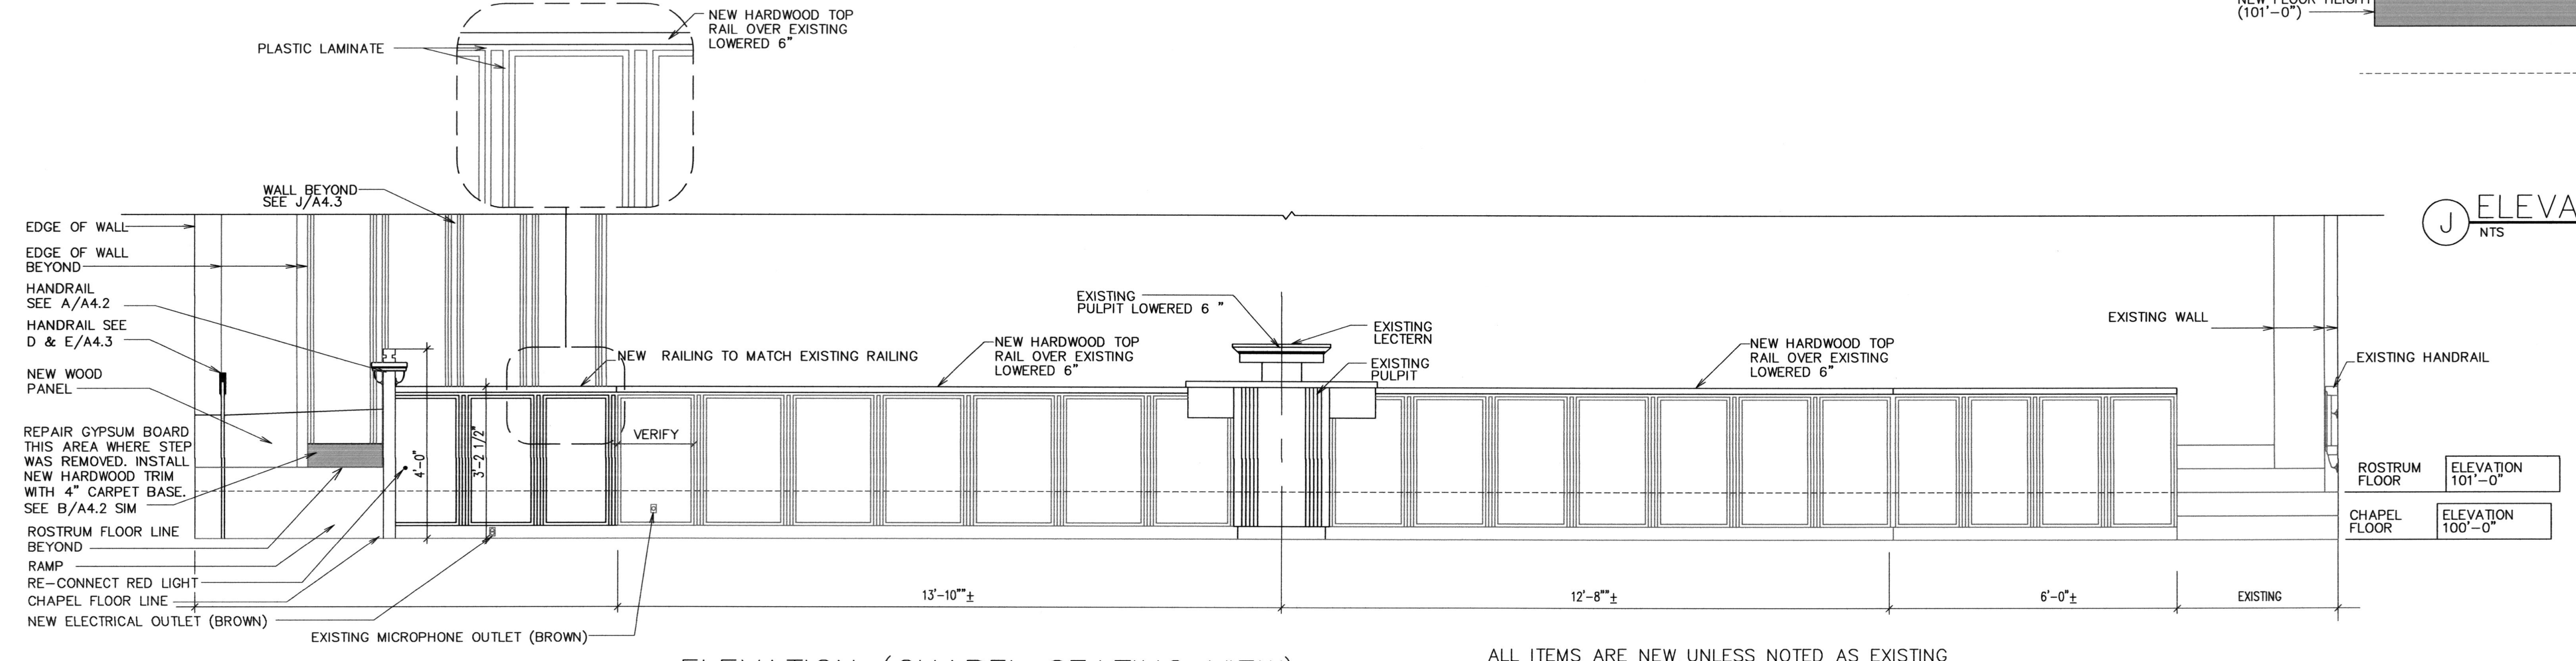 NEW HARDWOOD TOP
RAIL OVER EXISTING
LOWERED 6"
PLASTIC LAMINATE
(101'-0")
WALL BEYOND
SEE J/A4.3
EDGE OF WALL
EDGE OF WALL
BEYOND
HANDRAIL
SEE A/A4.2
HANDRAIL SEE
D & E/A4.3
NEW WOOD
PANEL
REPAIR GYPSUM BOARD
THIS AREA WHERE STEP
WAS REMOVED. INSTALL
NEW HARDWOOD TRIM
WITH 4" CARPET BASE.
SEE B/A4.2 SIM
ROSTRUM FLOOR LINE
BEYOND
RAMP
RE-CONNECT RED LIGHT
CHAPEL FLOOR LINE
NEW ELECTRICAL OUTLET (BROWN)
EXISTING MICROPHONE OUTLET (BROWN)
4'-0"
3'-2 1/2"
VERIFY
NEW RAILING TO MATCH EXISTING RAILING
NEW HARDWOOD TOP
RAIL OVER EXISTING
LOWERED 6"
EXISTING
PULPIT LOWERED 6 "
EXISTING
LECTERN
EXISTING
PULPIT
NEW HARDWOOD TOP
RAIL OVER EXISTING
LOWERED 6"
EXISTING WALL
EXISTING HANDRAIL
J
ELEVA
NTS
ROSTRUM
FLOOR
ELEVATION
101'-0"
CHAPEL
FLOOR
ELEVATION
100'-0"
13'-10""±
12'-8""±
6'-0"±
EXISTING
ALL ITEMS ARE NEW UNLESS NOTED AS EXISTING